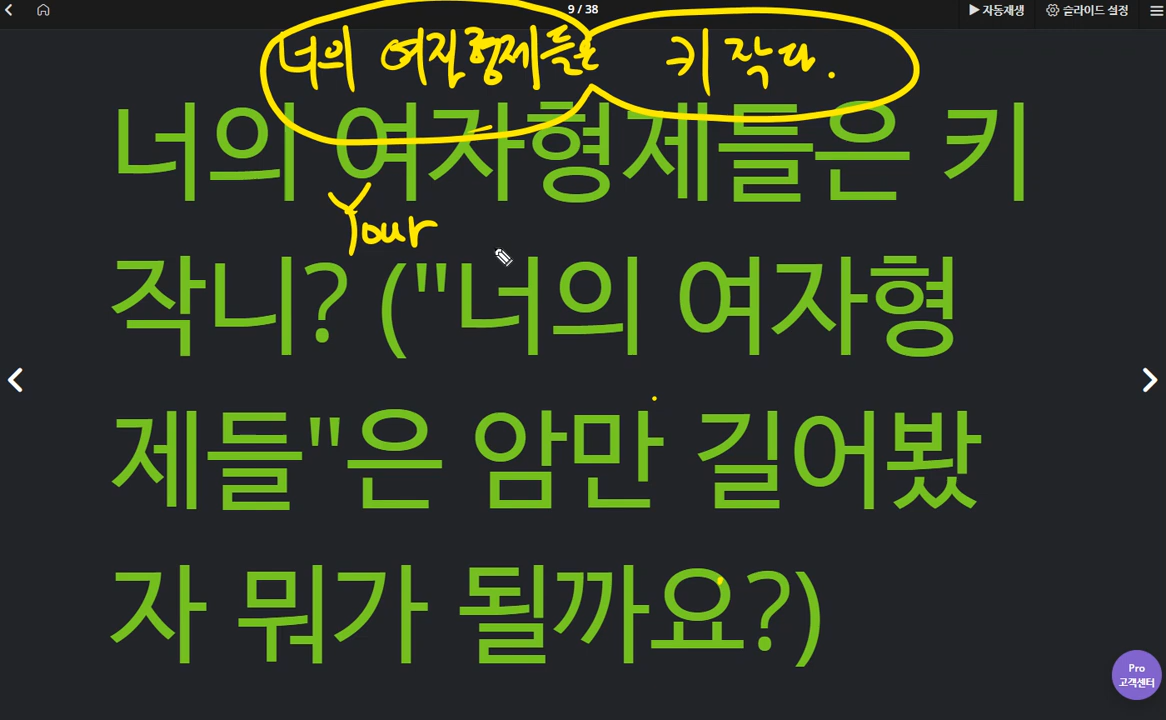 9 / 38
▶ 자동재생
슬라이드 설정
너의 여자형제들은 키 작다.
너의 여자형제들은 키
Your
작니? ("너의 여자형
제들"은 암만 길어봤
자 뭐가 될까요?)
Pro
고객센터